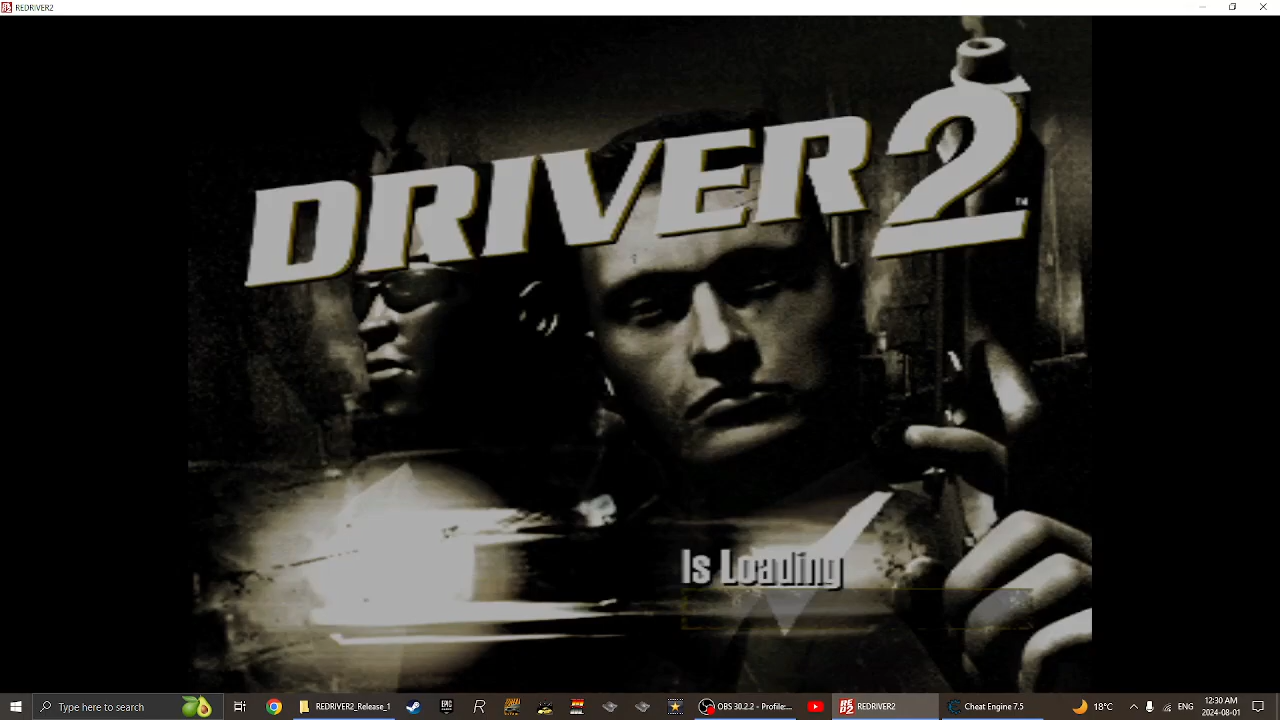 REDRIVER2
DRIVER 2
TM
Is Loading
Type here to search
REDRIVER2_Release_1
OBS 30.2.2 - Profile...
REDRIVER2
Cheat Engine 7.5
18°C
ENG
12:30 AM
2024-08-01